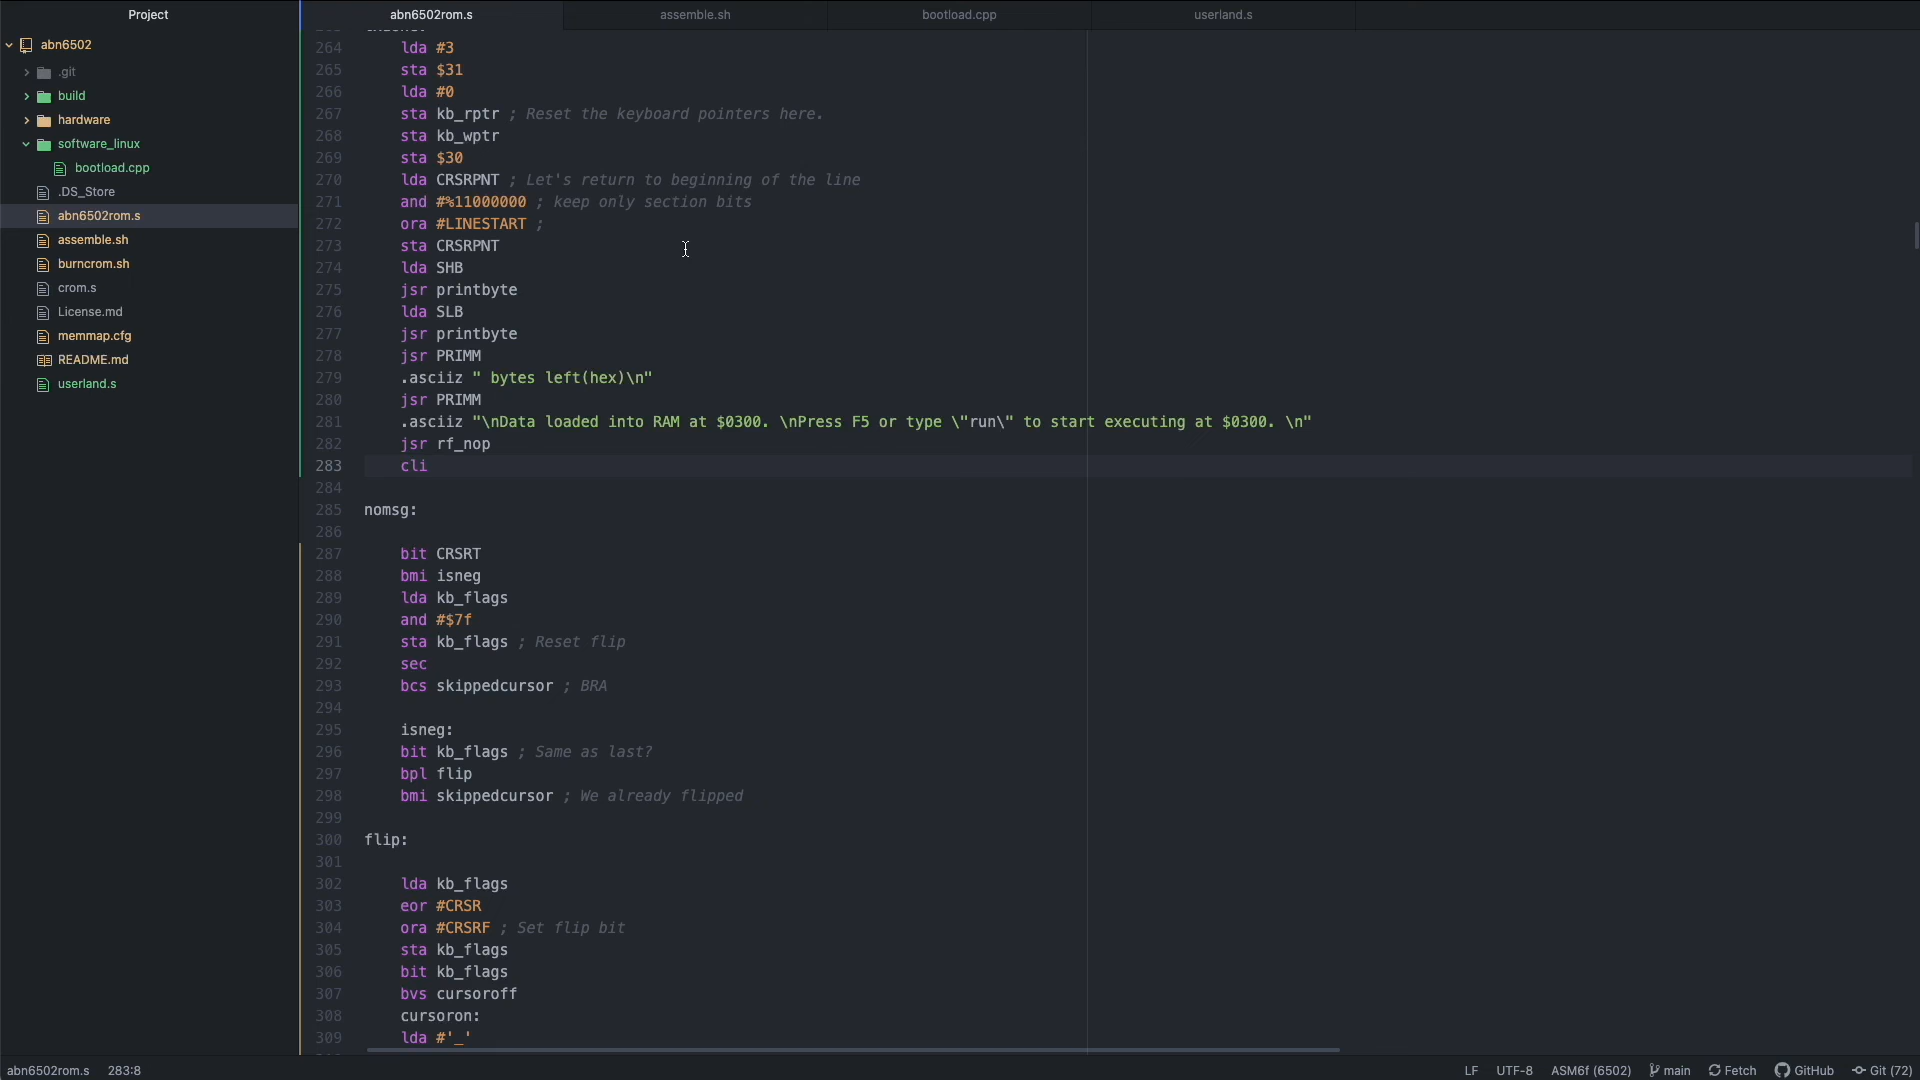 Project
abn6502
.git
build
hardware
software_linux
bootload.cpp
.DS_Store
abn6502rom.s
assemble.sh
burncrom.sh
crom.s
License.md
memmap.cfg
README.md
userland.s
abn6502rom.s
assemble.sh
bootload.cpp
userland.s
264 lda #3
265 sta $31
266 lda #0
267 sta kb_rptr ; Reset the keyboard pointers here.
268 sta kb_wptr
269 sta $30
270 lda CRSRPNT ; Let's return to beginning of the line
271 and #%11000000 ; keep only section bits
272 ora #LINESTART ;
273 sta CRSRPNT
274 lda SHB
275 jsr printbyte
276 lda SLB
277 jsr printbyte
278 jsr PRIMM
279 .asciiz " bytes left(hex)\n"
280 jsr PRIMM
281 .asciiz "\nData loaded into RAM at $0300. \nPress F5 or type \"run\" to start executing at $0300. \n"
282 jsr rf_nop
283 cli
284
285 nomsg:
286
287 bit CRSRT
288 bmi isneg
289 lda kb_flags
290 and #$7f
291 sta kb_flags ; Reset flip
292 sec
293 bcs skippedcursor ; BRA
294
295 isneg:
296 bit kb_flags ; Same as last?
297 bpl flip
298 bmi skippedcursor ; We already flipped
299
300 flip:
301
302 lda kb_flags
303 eor #CRSR
304 ora #CRSRF ; Set flip bit
305 sta kb_flags
306 bit kb_flags
307 bvs cursoroff
308 cursoron:
309 lda #'_'
abn6502rom.s 283:8 LF UTF-8 ASM6f (6502) main Fetch GitHub Git (72)